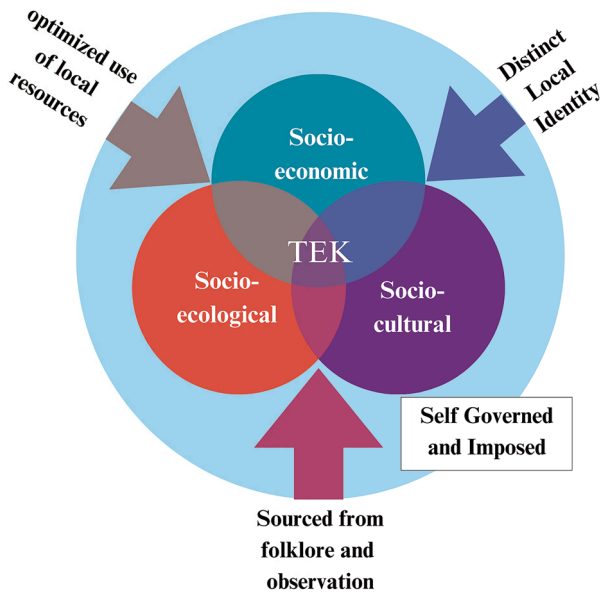 optimized use
of local
resources
Distinct
Local
Identity
Socio-
economic
TEK
Socio-
ecological
Socio-
cultural
Self Governed
and Imposed
Sourced from
folklore and
observation